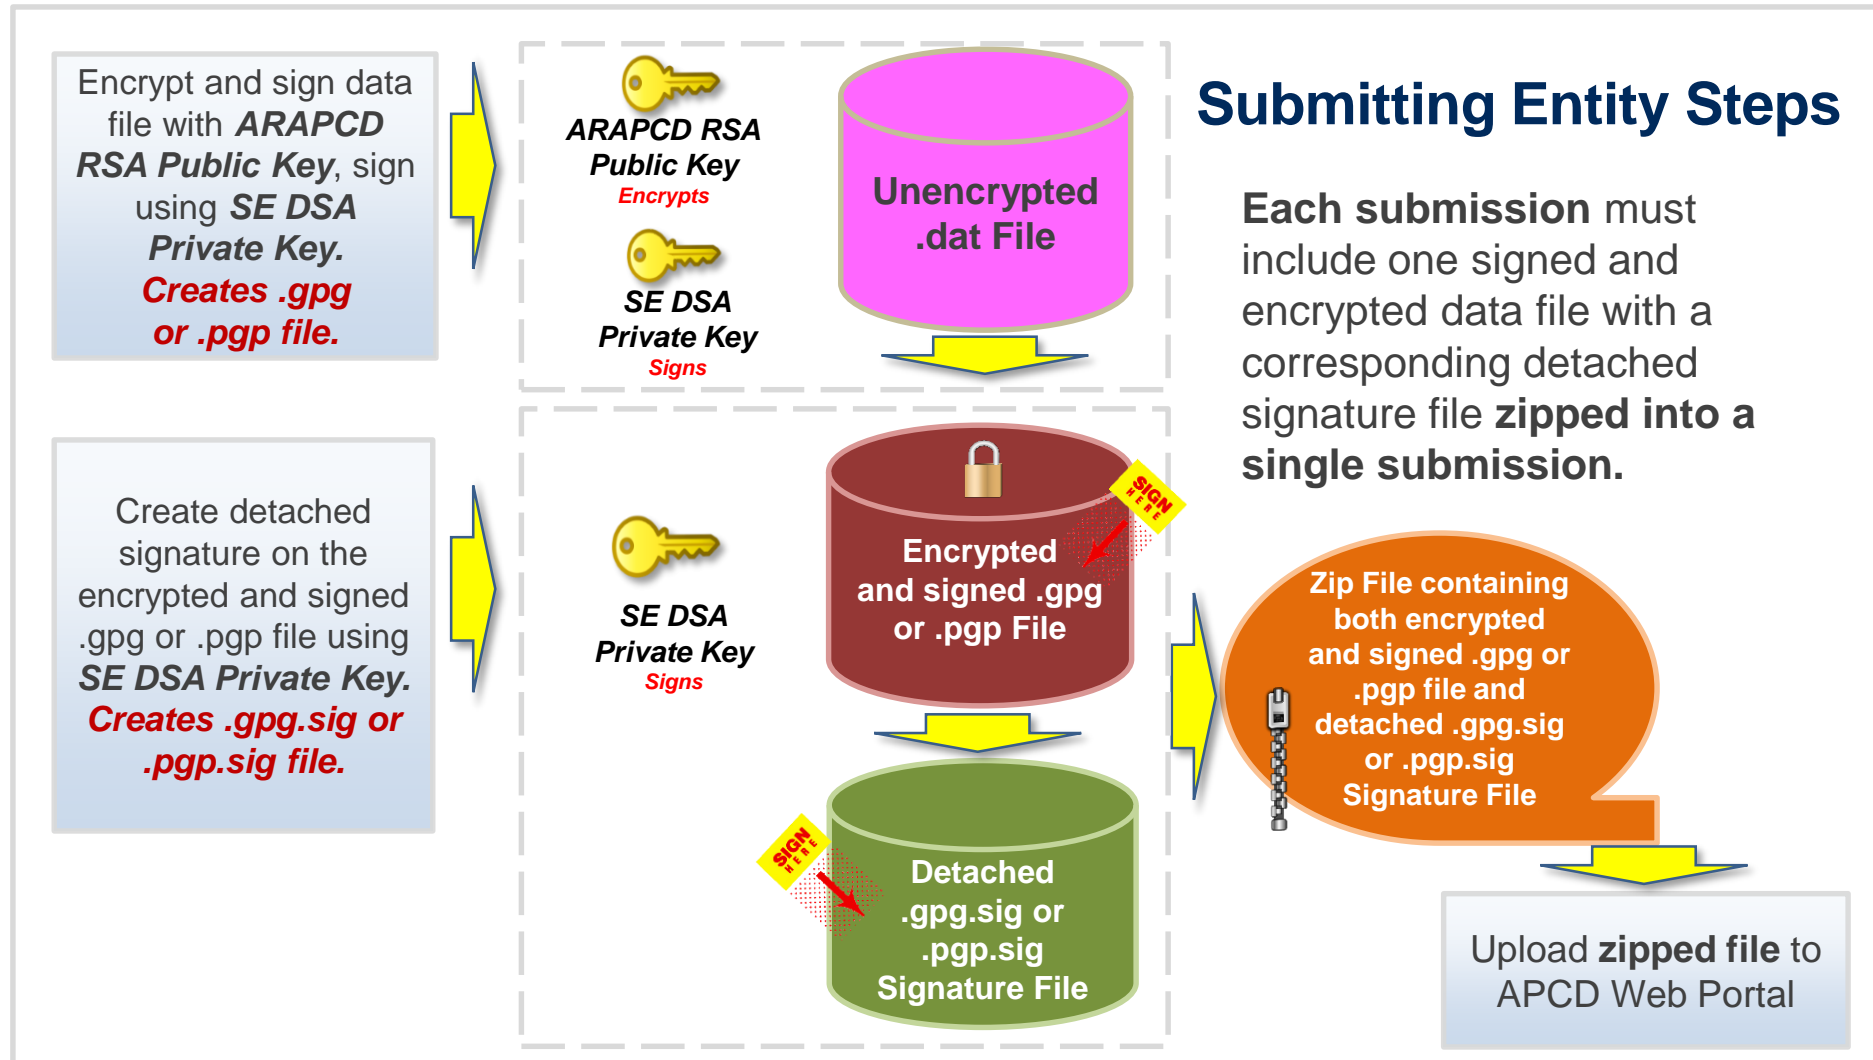 Submitting Entity Steps
Encrypt and sign data
file with ARAPCD
RSA Public Key, sign
using SE DSA
Private Key.
Creates .gpg
or .pgp file.
ARAPCD RSA
Public Key
Encrypts
SE DSA
Private Key
Signs
Unencrypted
.dat File
Each submission must
include one signed and
encrypted data file with a
corresponding detached
signature file zipped into a
single submission.
Create detached
signature on the
encrypted and signed
.gpg or .pgp file using
SE DSA Private Key.
Creates .gpg.sig or
.pgp.sig file.
SE DSA
Private Key
Signs
SIGN
HERE
Encrypted
and signed .gpg
or .pgp File
SIGN
HERE
Detached
.gpg.sig or
.pgp.sig
Signature File
Zip File containing
both encrypted
and signed .gpg or
.pgp file and
detached .gpg.sig
or .pgp.sig
Signature File
Upload zipped file to
APCD Web Portal